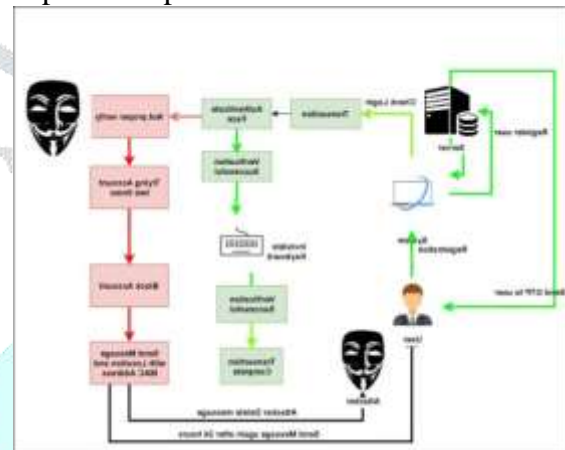 Register user
Server
Check Login
Transaction
Authenticate
Face
Not proper verify
Verification
Successful
Trying Account
two times
Invisible
Keyboard
System
Registration
Send OTP to user
User
Block Account
Verification
Successful
Transaction
Complete
Send Message
with Location and
MAC Address
Attacker
Attacker Delete message
Send Message again after 24 hours